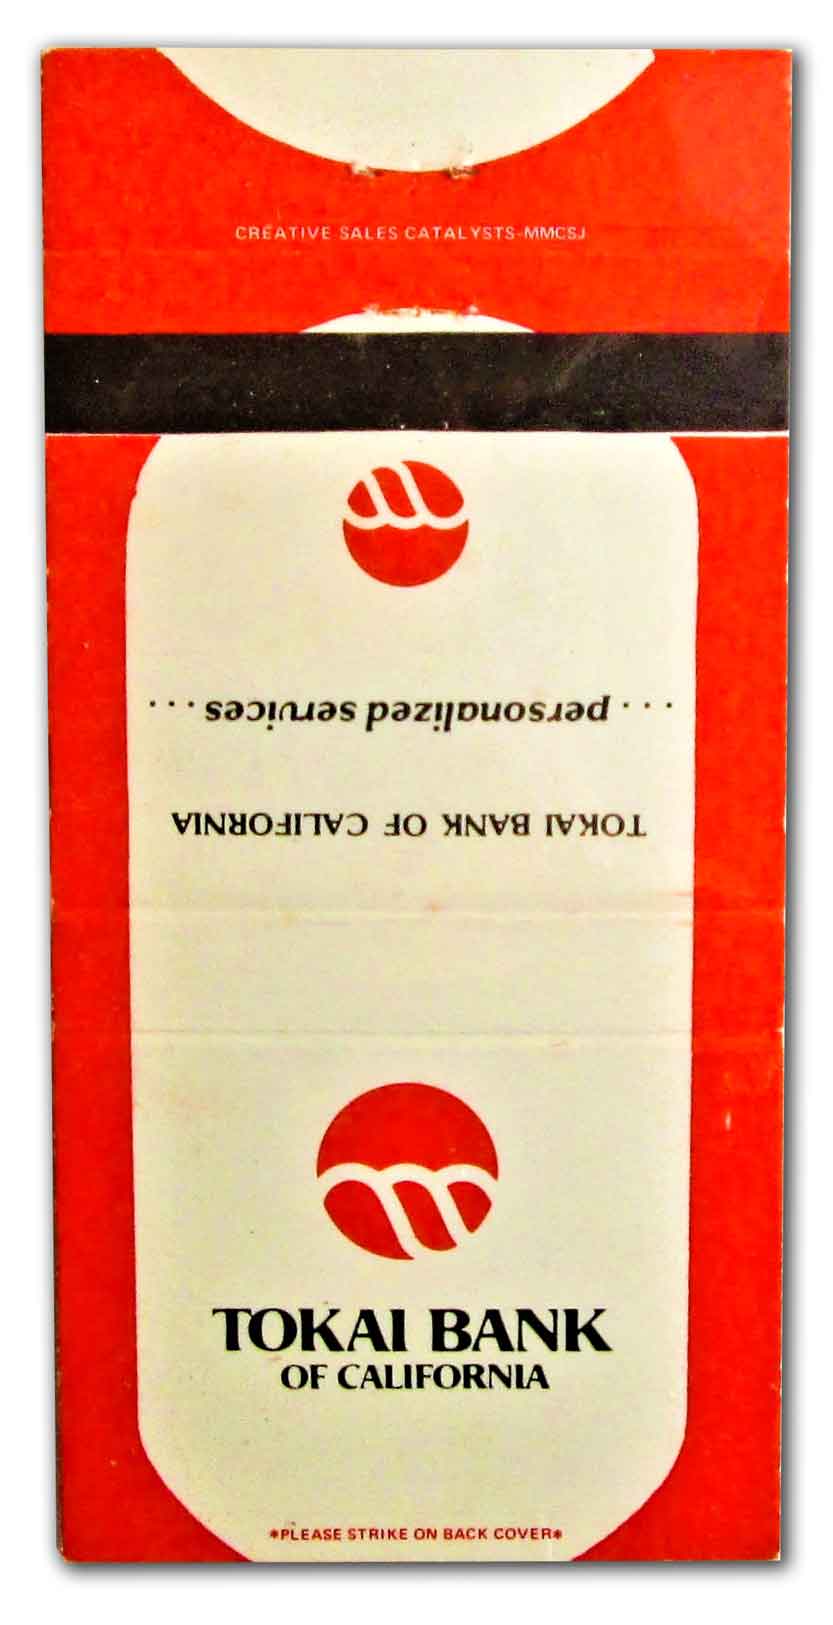 CREATIVE SALES CATALYSTS-MMCSJ
... personalized services ...
TOKAI BANK OF CALIFORNIA
TOKAI BANK
OF CALIFORNIA
*PLEASE STRIKE ON BACK COVER*